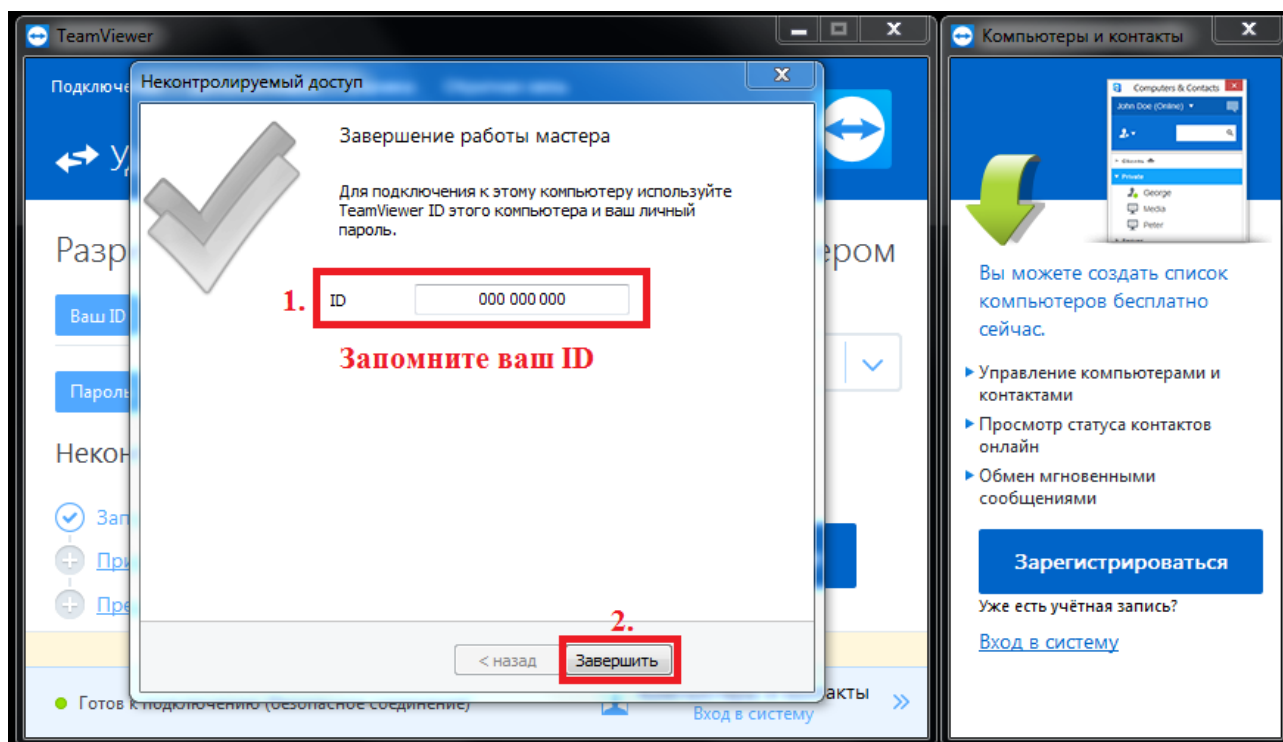 TeamViewer
Неконтролируемый доступ
Завершение работы мастера
Для подключения к этому компьютеру используйте
TeamViewer ID этого компьютера и ваш личный
пароль.
1.
ID
000 000 000
Запомните ваш ID
Ваш ID
2.
< назад
Завершить
Готов к подключению (безопасное соединение)
Вход в систему
Компьютеры и контакты
Computers & Contacts
John Doe (Online)
Private
George
Media
Peter
Вы можете создать список
компьютеров бесплатно
сейчас.
Управление компьютерами и
контактами
Просмотр статуса контактов
онлайн
Обмен мгновенными
сообщениями
Зарегистрироваться
Уже есть учётная запись?
Вход в систему